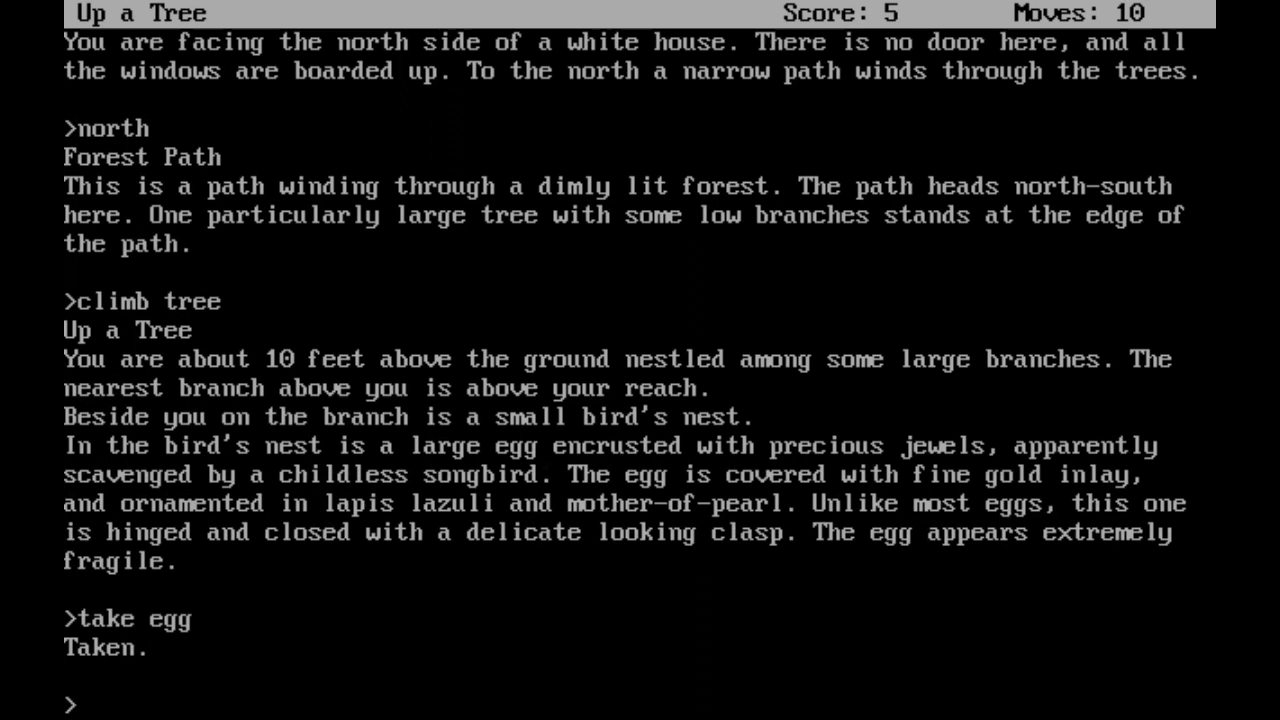 Up a Tree Score: 5 Moves: 10
You are facing the north side of a white house. There is no door here, and all
the windows are boarded up. To the north a narrow path winds through the trees.
>north
Forest Path
This is a path winding through a dimly lit forest. The path heads north-south
here. One particularly large tree with some low branches stands at the edge of
the path.
>climb tree
Up a Tree
You are about 10 feet above the ground nestled among some large branches. The
nearest branch above you is above your reach.
Beside you on the branch is a small bird's nest.
In the bird's nest is a large egg encrusted with precious jewels, apparently
scavenged by a childless songbird. The egg is covered with fine gold inlay,
and ornamented in lapis lazuli and mother-of-pearl. Unlike most eggs, this one
is hinged and closed with a delicate looking clasp. The egg appears extremely
fragile.
>take egg
Taken.
>